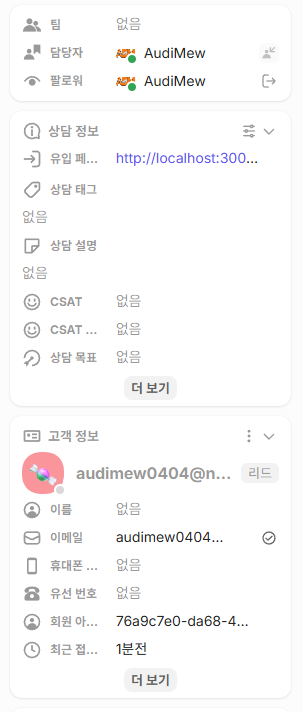 팀 없음
담당자 AudiMew
팔로워 AudiMew
상담 정보
유입 페... http://localhost:300...
상담 태그
없음
상담 설명
없음
CSAT 없음
CSAT ... 없음
상담 목표 없음
더 보기
고객 정보
audimew0404@n... 리드
이름 없음
이메일 audimew0404...
휴대폰 ... 없음
유선 번호 없음
회원 아... 76a9c7e0-da68-4...
최근 접... 1분전
더 보기